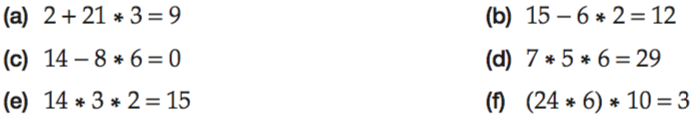 (a) 2 + 21 * 3 = 9 (b) 15 – 6 * 2 = 12
(c) 14 – 8 * 6 = 0 (d) 7 * 5 * 6 = 29
(e) 14 * 3 * 2 = 15 (f) (24 * 6) * 10 = 3